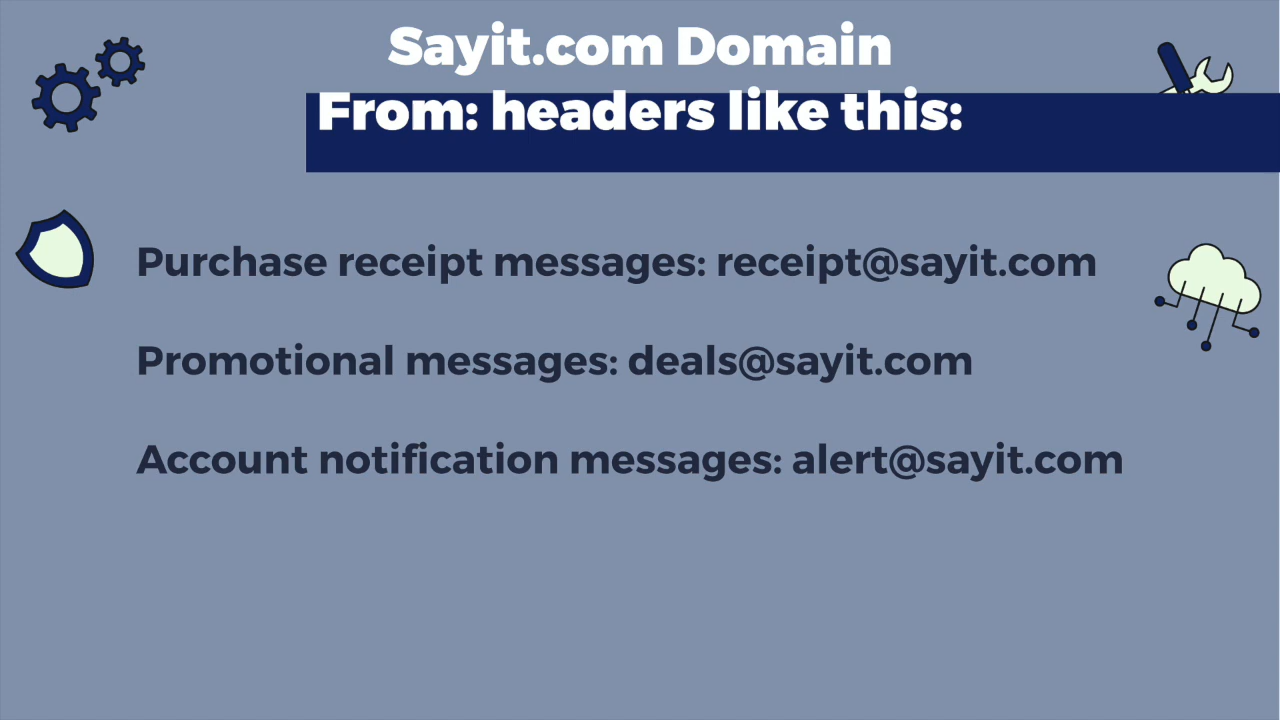 Sayit.com Domain
From: headers like this:
Purchase receipt messages: receipt@sayit.com
Promotional messages: deals@sayit.com
Account notification messages: alert@sayit.com